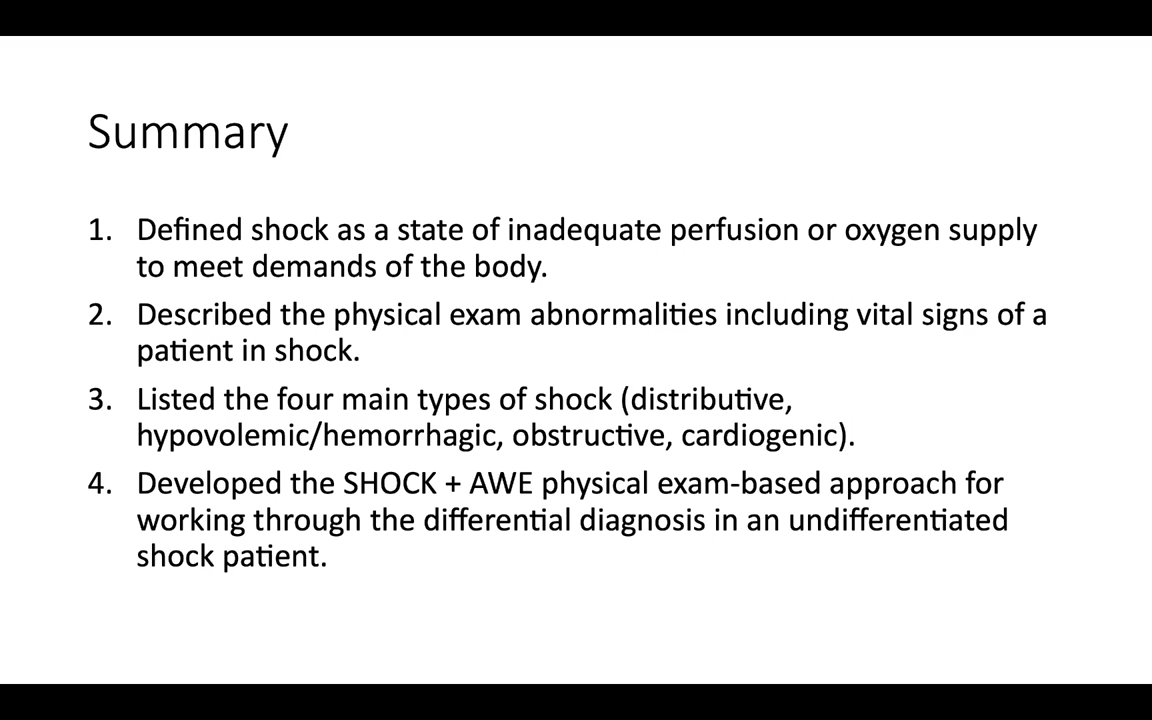 Summary
1. Defined shock as a state of inadequate perfusion or oxygen supply
to meet demands of the body.
2. Described the physical exam abnormalities including vital signs of a
patient in shock.
3. Listed the four main types of shock (distributive,
hypovolemic/hemorrhagic, obstructive, cardiogenic).
4. Developed the SHOCK + AWE physical exam-based approach for
working through the differential diagnosis in an undifferentiated
shock patient.